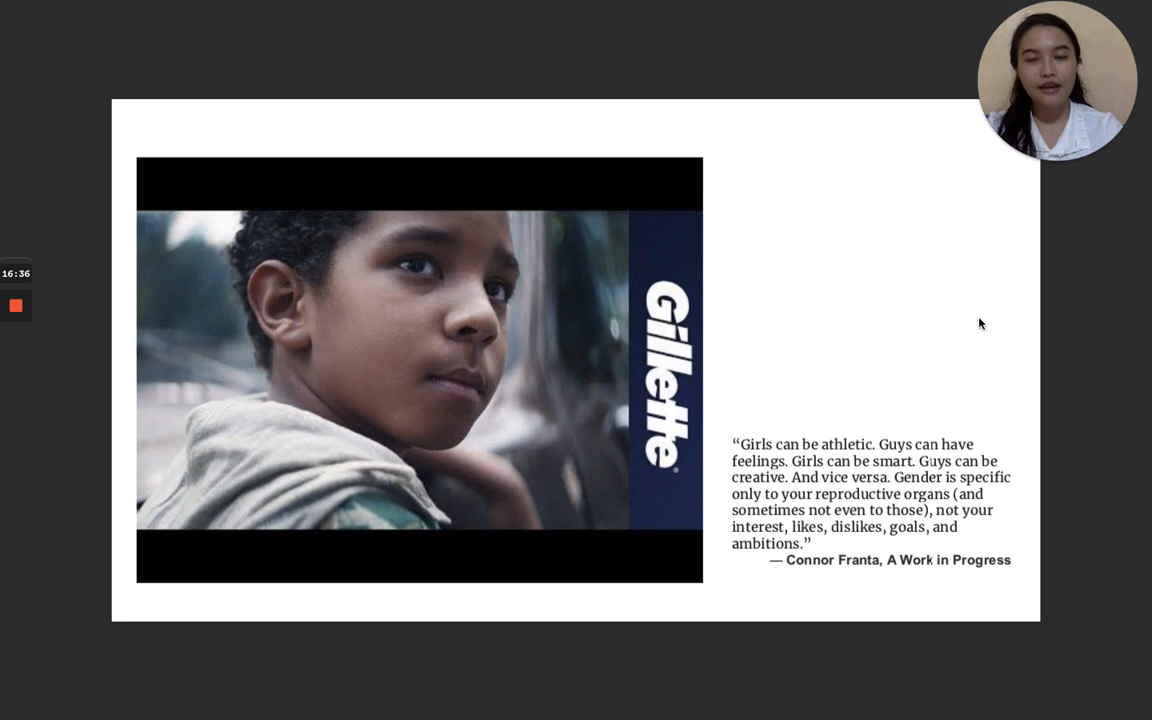 16:36
Gillette
“Girls can be athletic. Guys can have
feelings. Girls can be smart. Guys can be
creative. And vice versa. Gender is specific
only to your reproductive organs (and
sometimes not even to those), not your
interest, likes, dislikes, goals, and
ambitions.”
— Connor Franta, A Work in Progress